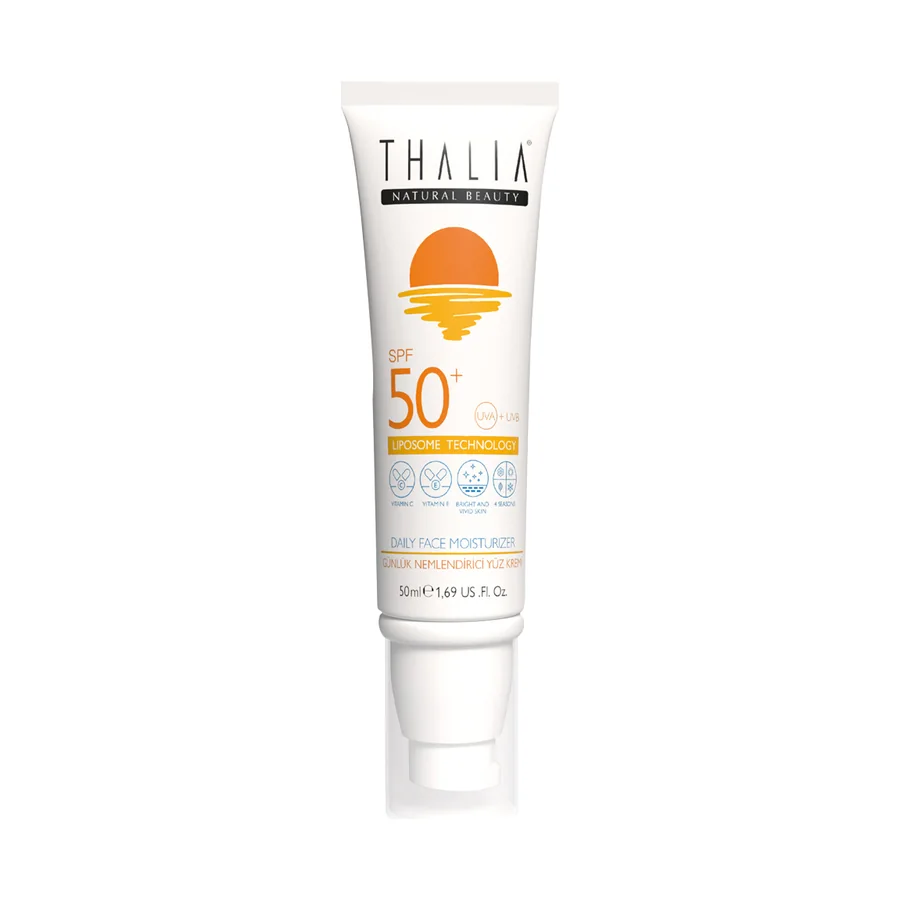 THALIA®
NATURAL BEAUTY
SPF
50+
UVA + UVB
LIPOSOME TECHNOLOGY
C E
VITAMIN C VITAMIN E BRIGHT AND VIVID SKIN 4 SEASONS
DAILY FACE MOISTURIZER
GÜNLÜK NEMLENDİRİCİ YÜZ KREMİ
50ml℮1,69 US .Fl. Oz.